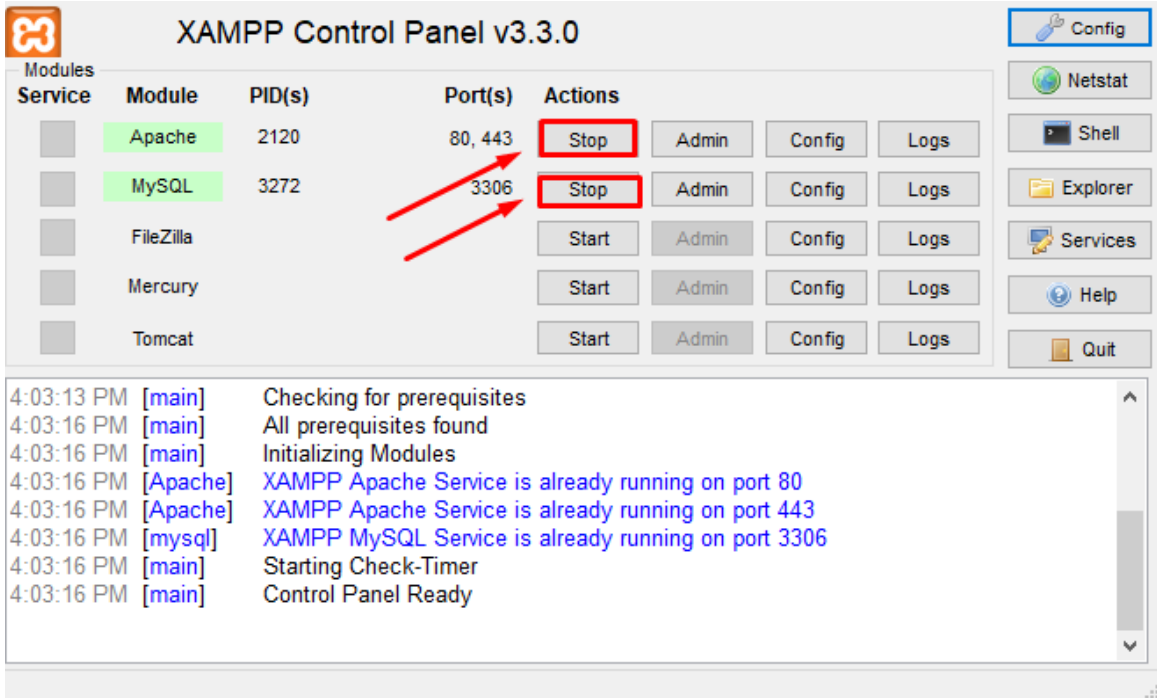 XAMPP Control Panel v3.3.0
Config
Modules
Netstat
Service Module PID(s) Port(s) Actions
Apache 2120 80, 443 Stop Admin Config Logs
Shell
MySQL 3272 3306 Stop Admin Config Logs
Explorer
FileZilla Start Admin Config Logs
Services
Mercury Start Admin Config Logs
Help
Tomcat Start Admin Config Logs
Quit
4:03:13 PM [main] Checking for prerequisites
4:03:16 PM [main] All prerequisites found
4:03:16 PM [main] Initializing Modules
4:03:16 PM [Apache] XAMPP Apache Service is already running on port 80
4:03:16 PM [Apache] XAMPP Apache Service is already running on port 443
4:03:16 PM [mysql] XAMPP MySQL Service is already running on port 3306
4:03:16 PM [main] Starting Check-Timer
4:03:16 PM [main] Control Panel Ready